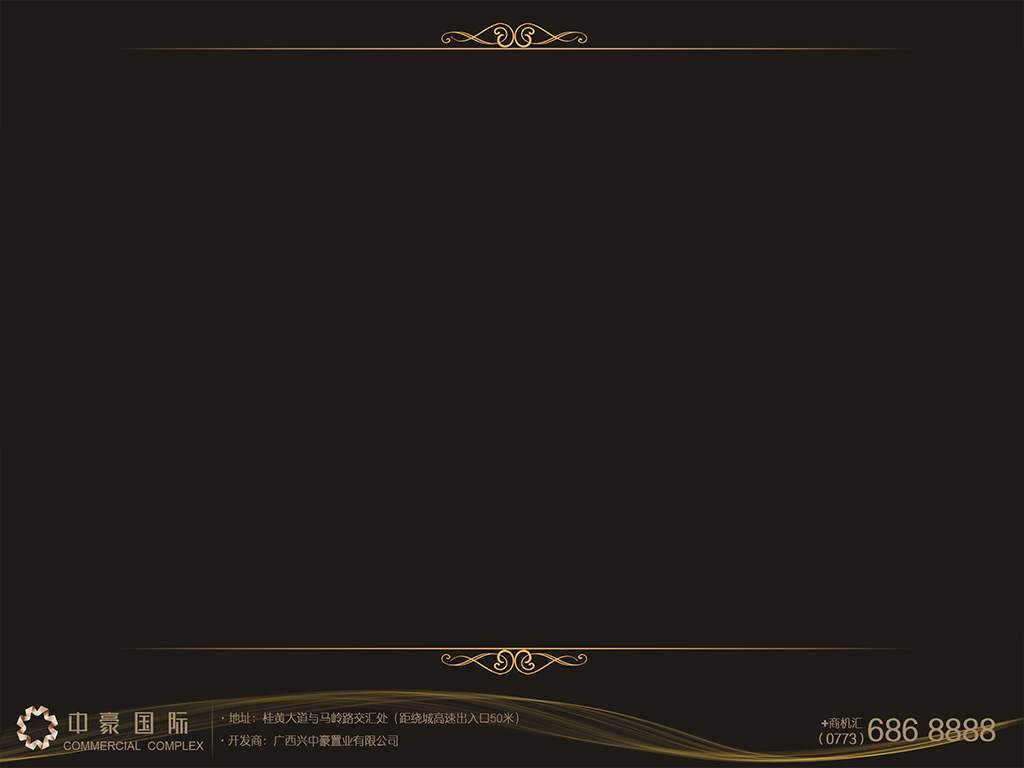 中豪国际
COMMERCIAL COMPLEX
·地址：桂黄大道与马岭路交汇处（距绕城高速出入口50米）
·开发商：广西兴中豪置业有限公司
+商机汇
(0773) 686 8888